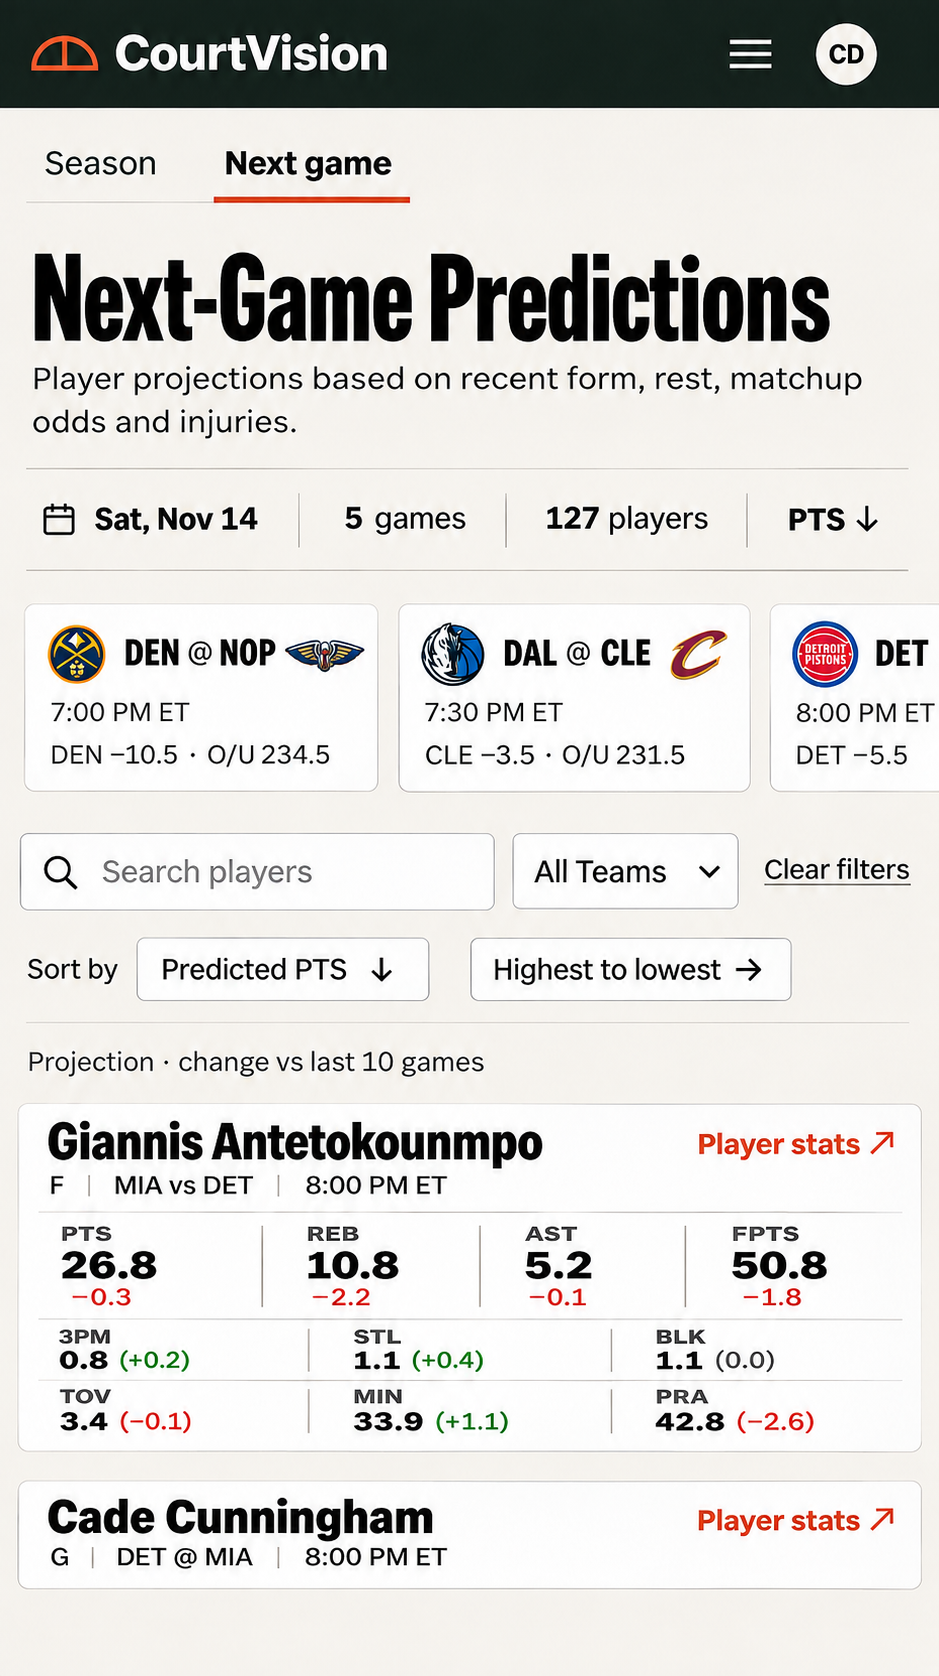 CourtVision
CD
Season Next game
Next-Game Predictions
Player projections based on recent form, rest, matchup
odds and injuries.
Sat, Nov 14 5 games 127 players PTS ↓
DEN @ NOP
7:00 PM ET
DEN −10.5 · O/U 234.5
DAL @ CLE
7:30 PM ET
CLE −3.5 · O/U 231.5
DETROIT
PISTONS
DET
8:00 PM ET
DET −5.5
Search players All Teams Clear filters
Sort by Predicted PTS ↓ Highest to lowest →
Projection · change vs last 10 games
Giannis Antetokounmpo Player stats ↗
F | MIA vs DET | 8:00 PM ET
PTS REB AST FPTS
26.8 10.8 5.2 50.8
−0.3 −2.2 −0.1 −1.8
3PM STL BLK
0.8 (+0.2) 1.1 (+0.4) 1.1 (0.0)
TOV MIN PRA
3.4 (−0.1) 33.9 (+1.1) 42.8 (−2.6)
Cade Cunningham Player stats ↗
G | DET @ MIA | 8:00 PM ET